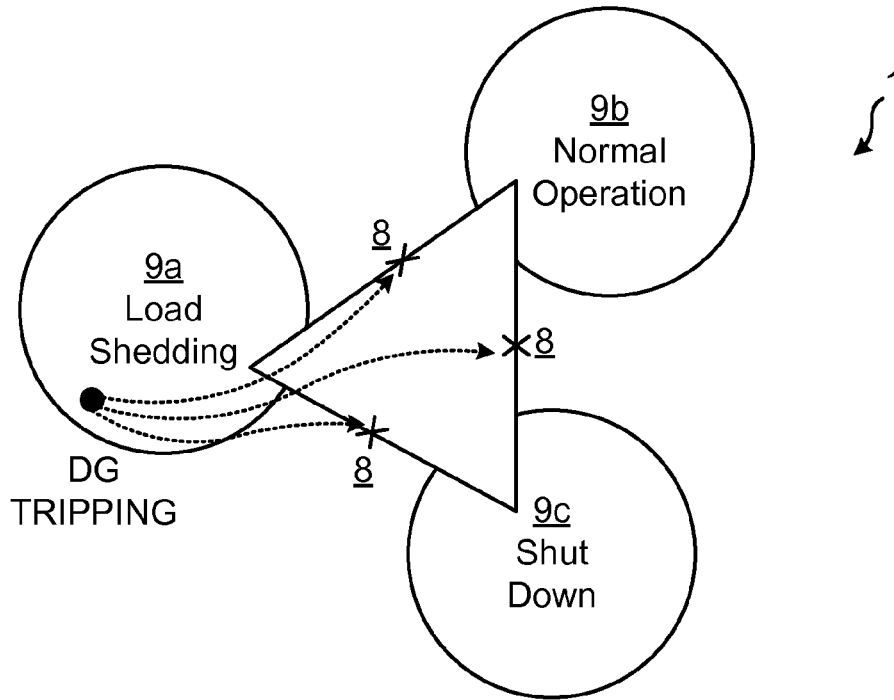 9b
Normal
Operation
8
9a
Load
Shedding
8
8
DG
TRIPPING
9c
Shut
Down